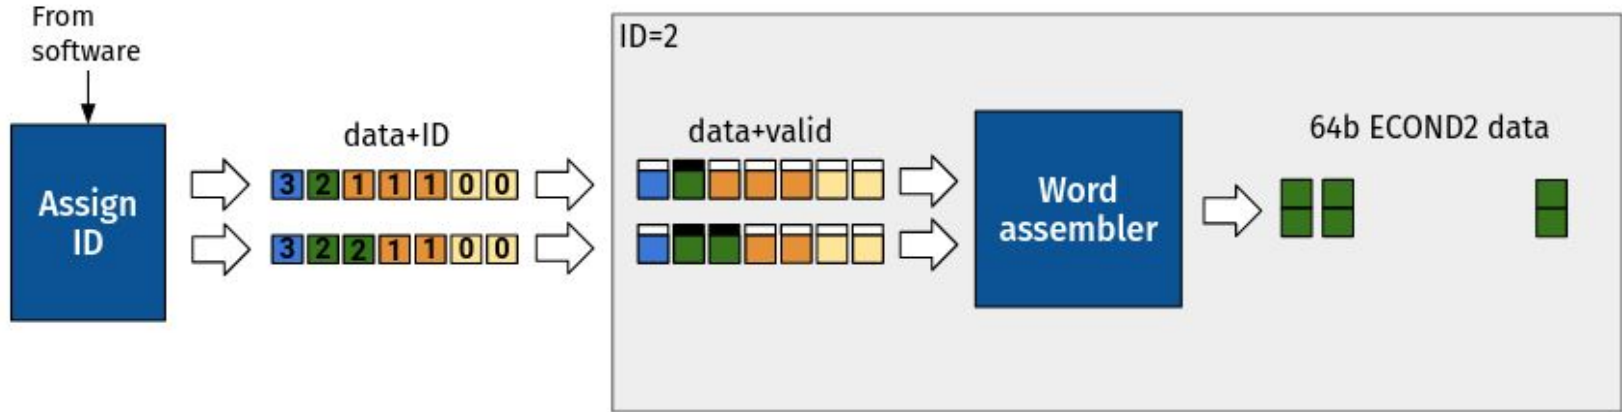 From
software
ID=2
Assign
ID
data+ID
3 2 1 1 1 0 0
3 2 2 1 1 0 0
data+valid
Word
assembler
64b ECOND2 data